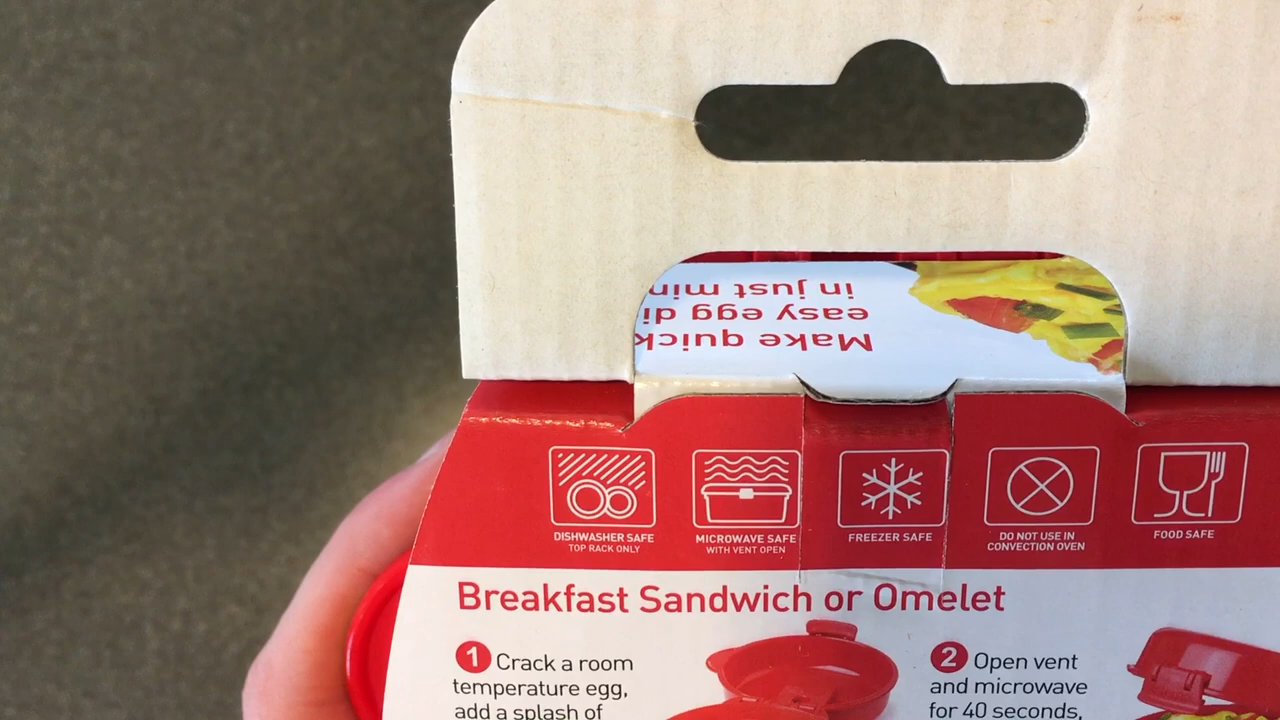 Make quick
easy egg
in just
DISHWASHER SAFE
TOP RACK ONLY
MICROWAVE SAFE
WITH VENT OPEN
FREEZER SAFE
DO NOT USE IN
CONVECTION OVEN
FOOD SAFE
Breakfast Sandwich or Omelet
1 Crack a room
temperature egg,
add a splash of
2 Open vent
and microwave
for 40 seconds,